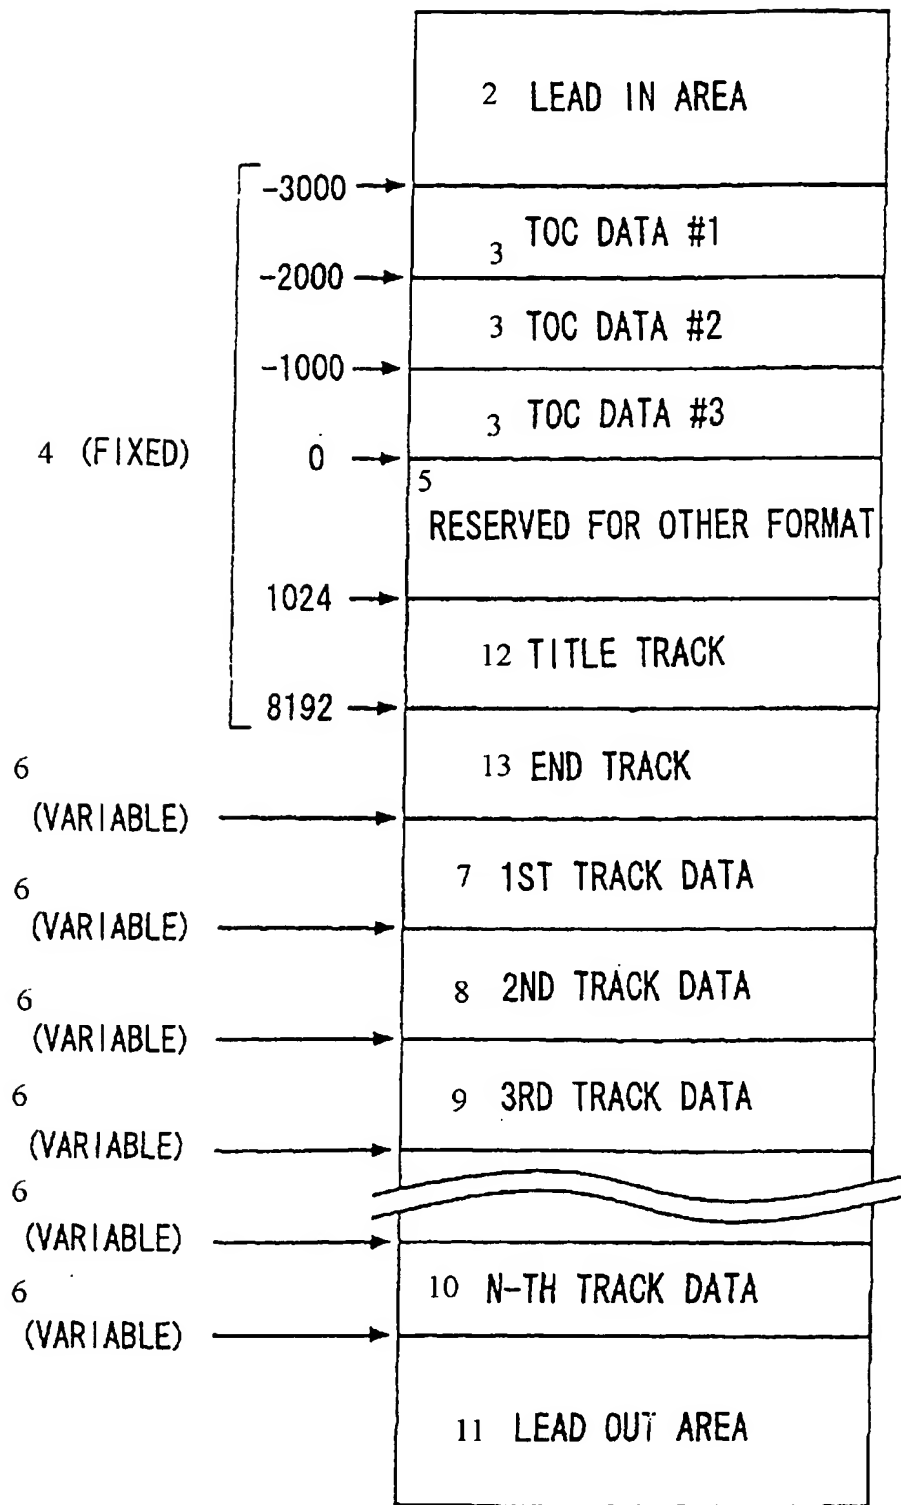 2 LEAD IN AREA
-3000
TOC DATA #1
3
-2000
3 TOC DATA #2
-1000
3 TOC DATA #3
4 (FIXED)
0
5
RESERVED FOR OTHER FORMAT
1024
12 TITLE TRACK
8192
13 END TRACK
6
(VARIABLE)
7 1ST TRACK DATA
6
(VARIABLE)
8 2ND TRACK DATA
6
(VARIABLE)
9 3RD TRACK DATA
6
(VARIABLE)
6
(VARIABLE)
10 N-TH TRACK DATA
6
(VARIABLE)
11 LEAD OUT AREA